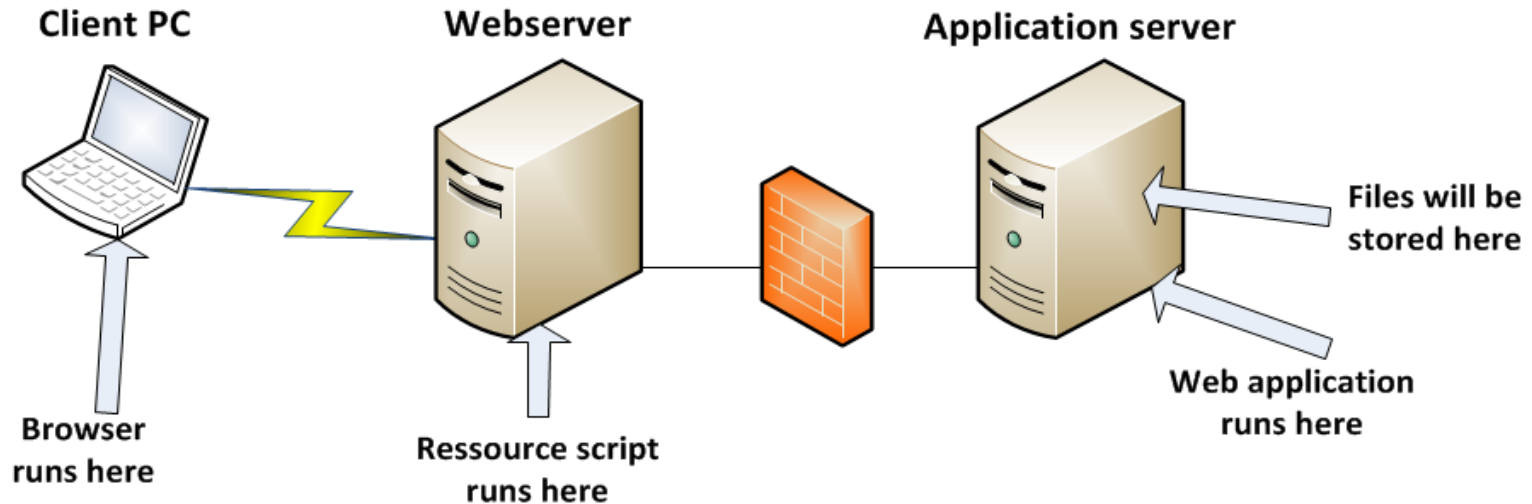 Client PC
Webserver
Application server
Files will be
stored here
Web application
runs here
Browser
runs here
Ressource script
runs here